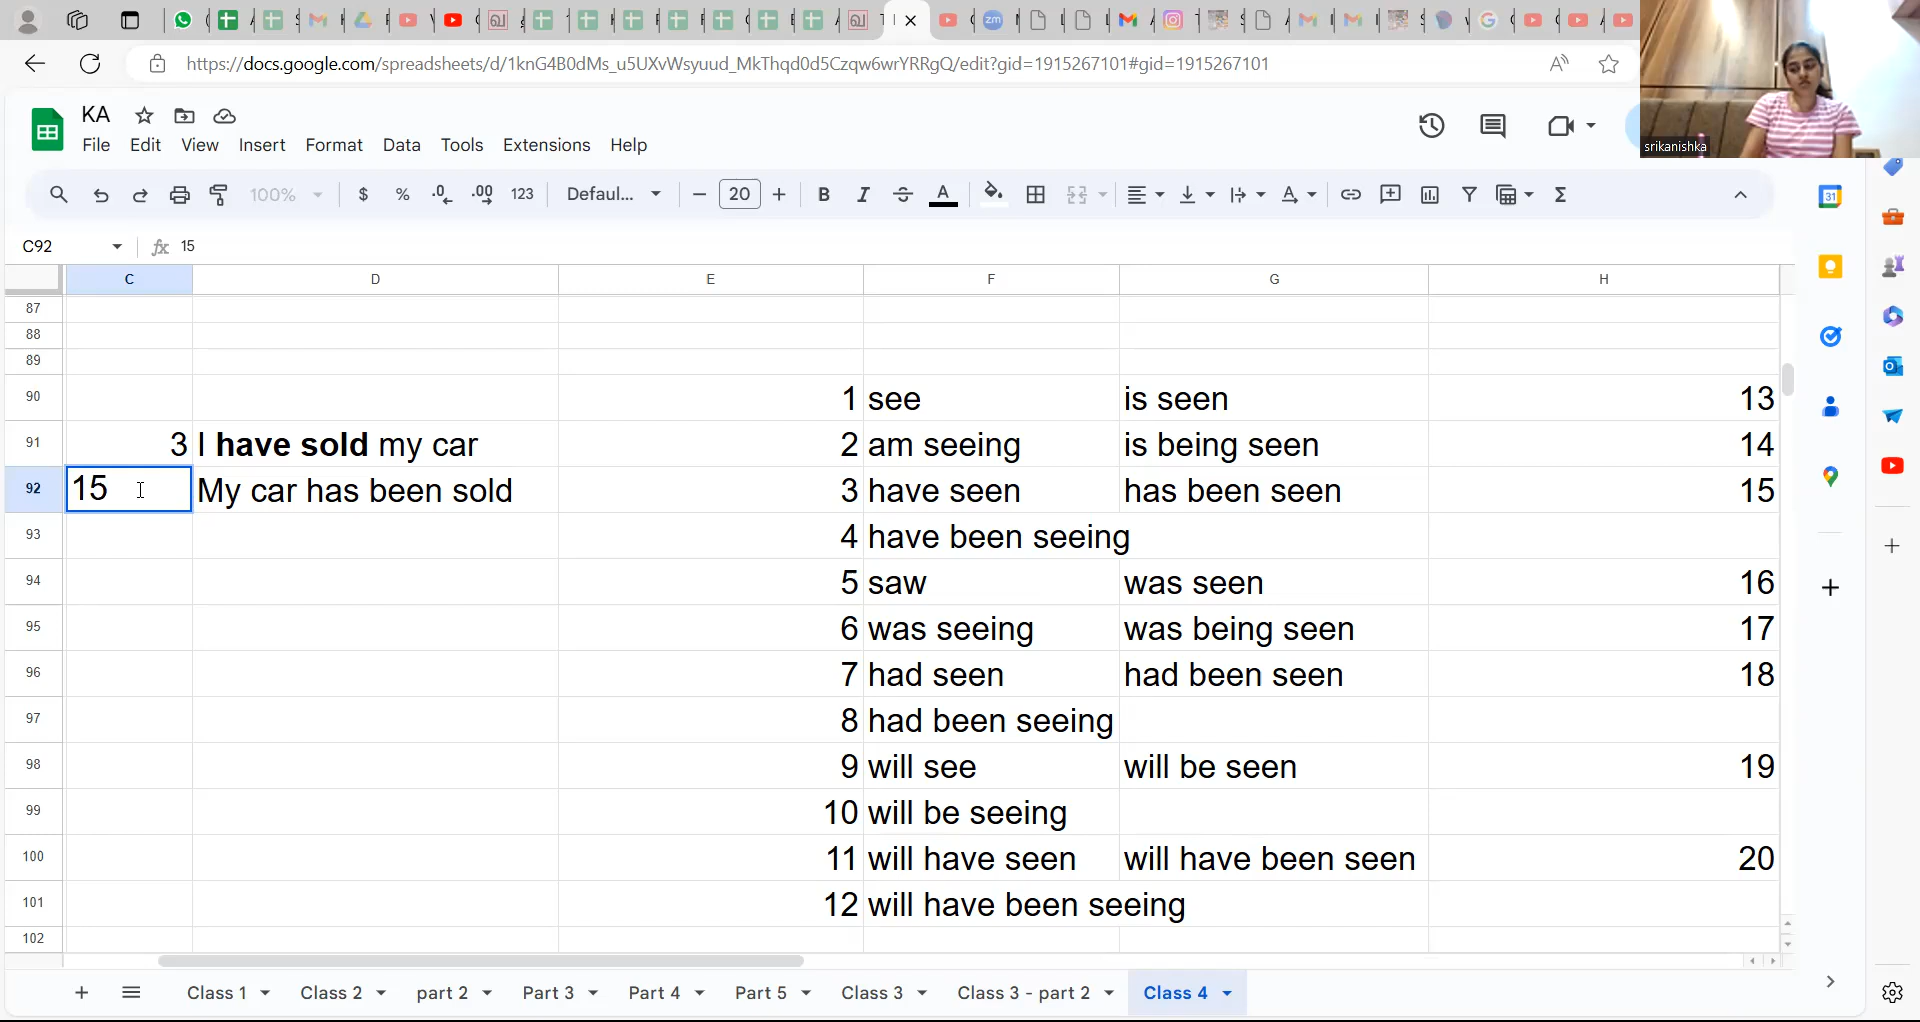 https://docs.google.com/spreadsheets/d/1knG4B0dMs_u5UXvWsyuud_MkThqd0d5Czqw6wrYRRgQ/edit?gid=1915267101#gid=1915267101
srikanishka
KA
File Edit View Insert Format Data Tools Extensions Help
100% $ % .0 .00 123 Defaul... 20
C92 fx 15
C D E F G H
87
88
89
90 1 see is seen 13
91 3 I have sold my car 2 am seeing is being seen 14
92 15 My car has been sold 3 have seen has been seen 15
93 4 have been seeing
94 5 saw was seen 16
95 6 was seeing was being seen 17
96 7 had seen had been seen 18
97 8 had been seeing
98 9 will see will be seen 19
99 10 will be seeing
100 11 will have seen will have been seen 20
101 12 will have been seeing
102
Class 1 Class 2 part 2 Part 3 Part 4 Part 5 Class 3 Class 3 - part 2 Class 4